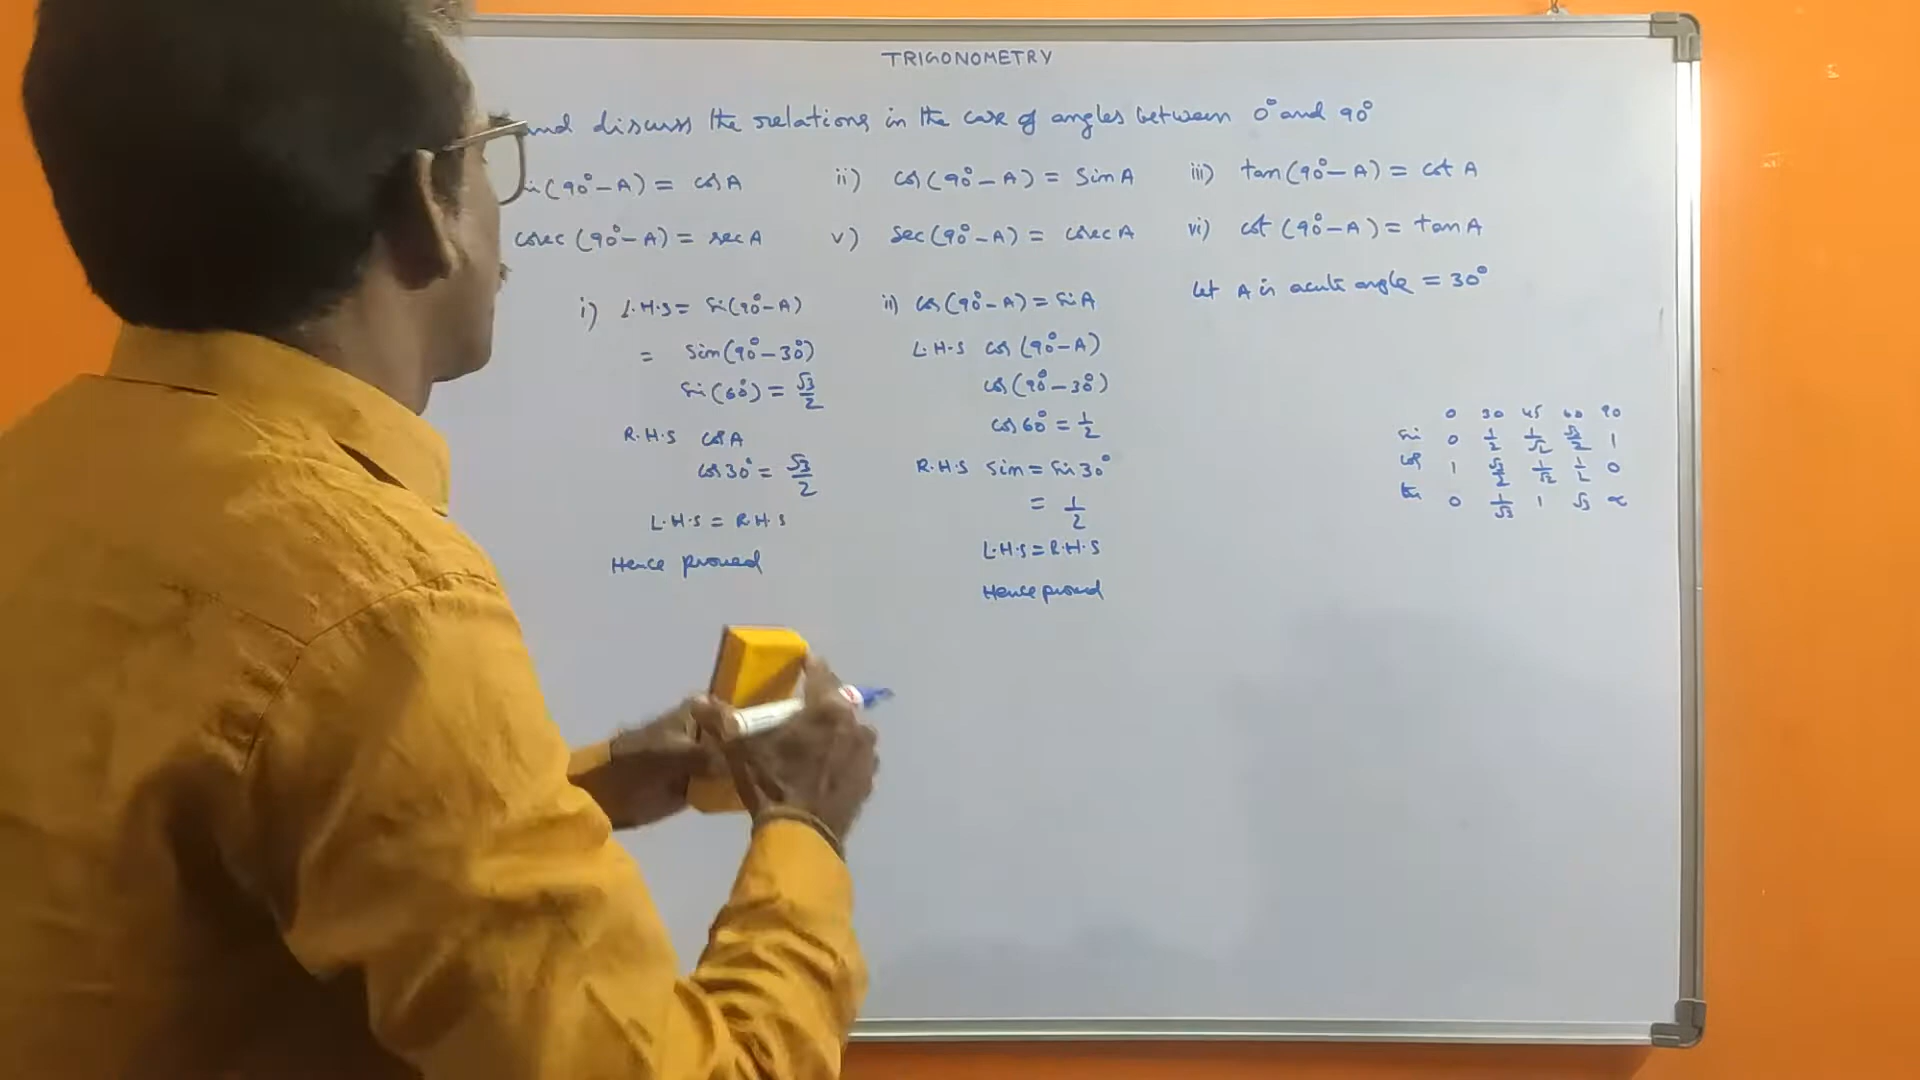 TRIGONOMETRY
and discuss the relations in the case of angles between 0° and 90°
(90°-A) = cos A ii) cos(90°-A) = Sin A iii) tan(90°-A) = cot A
cosec (90°-A) = sec A v) Sec(90°-A) = cosec A vi) cot (90°-A) = tan A
let A is acute angle = 30°
i) L.H.S = Sin(90°-A)
= Sin(90°-30°)
Sin(60°) = √3/2
R.H.S cos A
cos 30° = √3/2
L.H.S = R.H.S
Hence proved
ii) cos(90°-A) = Sin A
L.H.S cos (90°-A)
cos(90°-30°)
cos 60° = 1/2
R.H.S Sin = Sin 30°
= 1/2
L.H.S = R.H.S
Hence proved
0 30 45 60 90
Sin 0 1/2 1/√2 √3/2 1
cos 1 √3/2 1/√2 1/2 0
tan 0 1/√3 1 √3 ∝